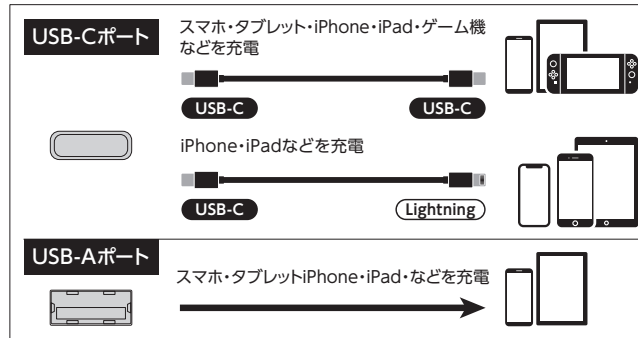 USB-Cポート
スマホ・タブレット・iPhone・iPad・ゲーム機
などを充電
USB-C
USB-C
iPhone・iPadなどを充電
USB-C
Lightning
USB-Aポート
スマホ・タブレットiPhone・iPad・などを充電